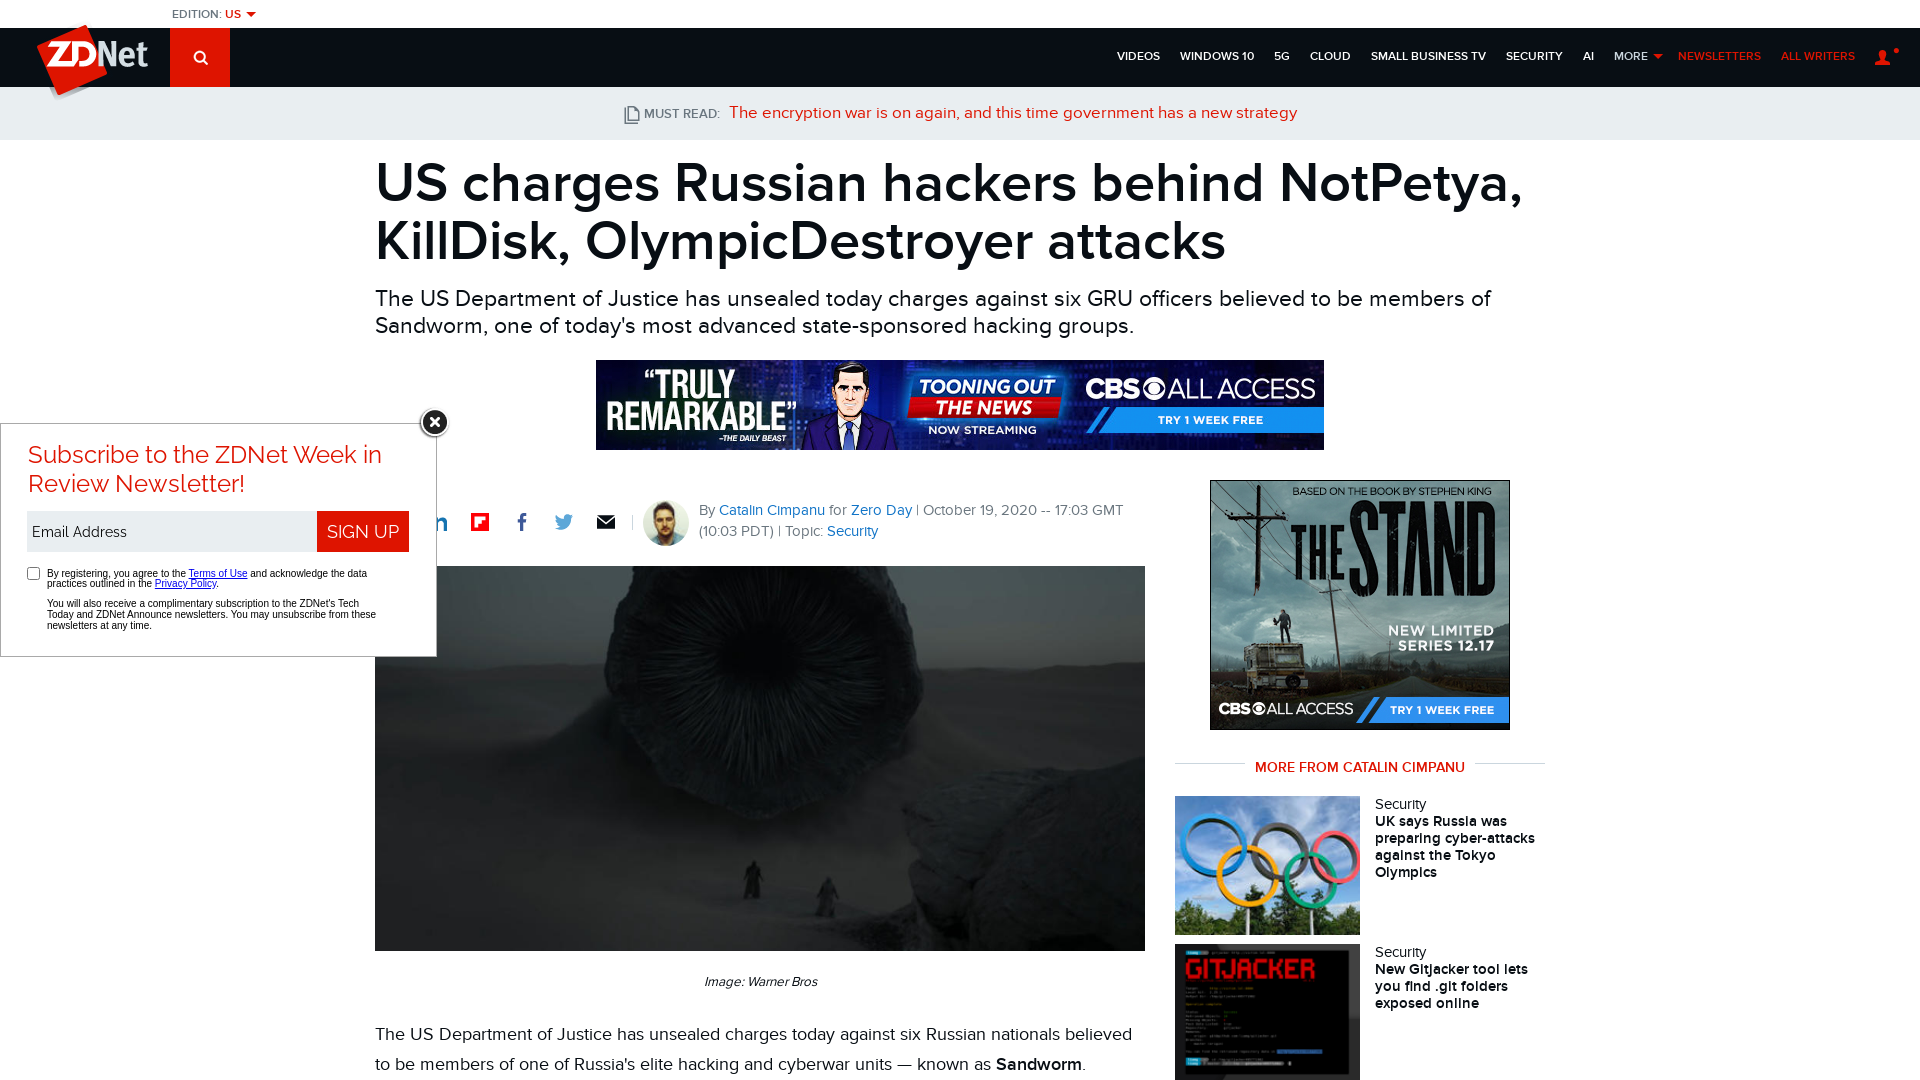 EDITION: US
ZDNet
VIDEOS WINDOWS 10 5G CLOUD SMALL BUSINESS TV SECURITY AI MORE NEWSLETTERS ALL WRITERS
MUST READ: The encryption war is on again, and this time government has a new strategy
US charges Russian hackers behind NotPetya,
KillDisk, OlympicDestroyer attacks
The US Department of Justice has unsealed today charges against six GRU officers believed to be members of
Sandworm, one of today's most advanced state-sponsored hacking groups.
"TRULY
REMARKABLE"
–THE DAILY BEAST
TOONING OUT
THE NEWS
NOW STREAMING
CBS ALL ACCESS
TRY 1 WEEK FREE
Subscribe to the ZDNet Week in
Review Newsletter!
Email Address
SIGN UP
By registering, you agree to the Terms of Use and acknowledge the data
practices outlined in the Privacy Policy.
You will also receive a complimentary subscription to the ZDNet's Tech
Today and ZDNet Announce newsletters. You may unsubscribe from these
newsletters at any time.
By Catalin Cimpanu for Zero Day | October 19, 2020 -- 17:03 GMT
(10:03 PDT) | Topic: Security
Image: Warner Bros
The US Department of Justice has unsealed charges today against six Russian nationals believed
to be members of one of Russia's elite hacking and cyberwar units — known as Sandworm.
BASED ON THE BOOK BY STEPHEN KING
THE STAND
NEW LIMITED
SERIES 12.17
CBS ALL ACCESS
TRY 1 WEEK FREE
MORE FROM CATALIN CIMPANU
Security
UK says Russia was
preparing cyber-attacks
against the Tokyo
Olympics
GITJACKER
Security
New Gitjacker tool lets
you find .git folders
exposed online